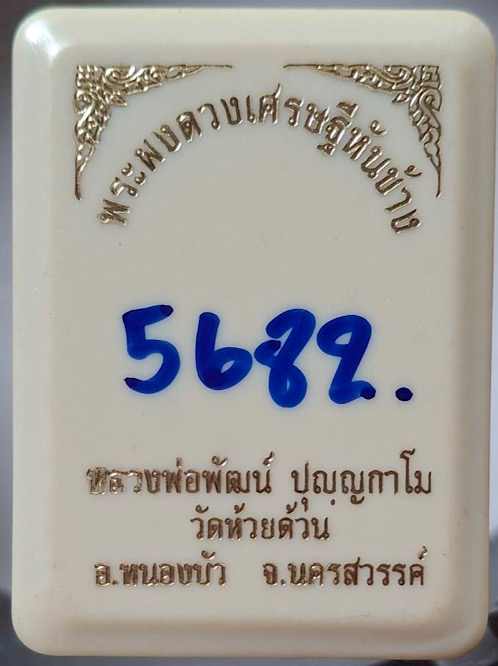 พระผงดวงเศรษฐีหันข้าง
5682..
หลวงพ่อพัฒน์ ปุญฺญกาโม
วัดห้วยด้วน
อ.หนองบัว จ.นครสวรรค์